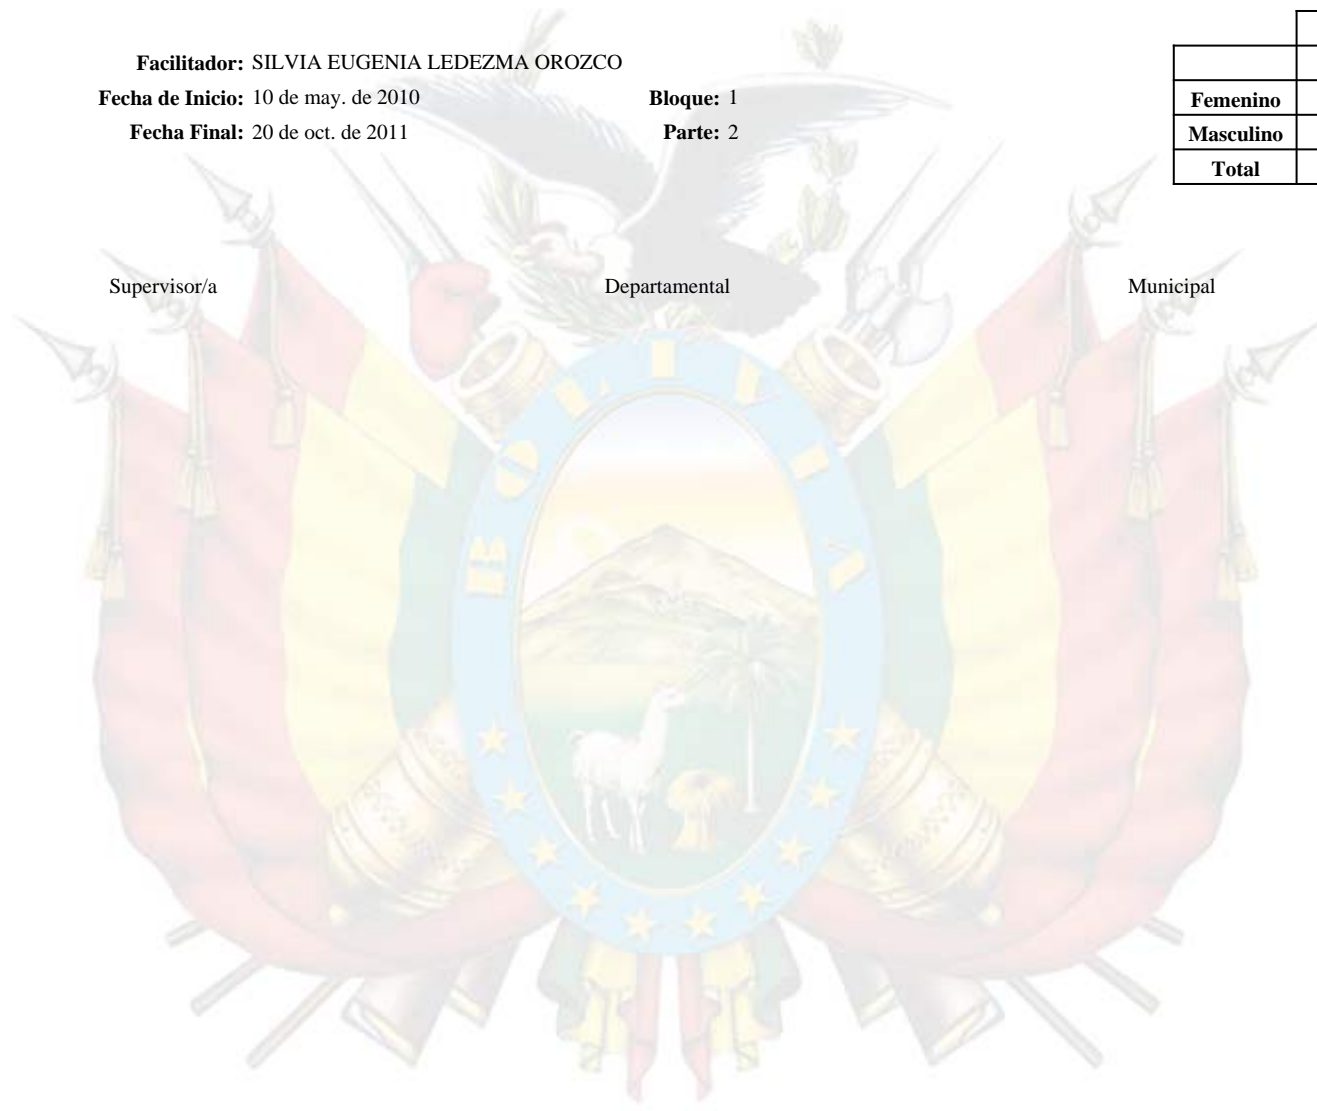 Facilitador: SILVIA EUGENIA LEDEZMA OROZCO
Fecha de Inicio: 10 de may. de 2010 Bloque: 1
Fecha Final: 20 de oct. de 2011 Parte: 2
Femenino
Masculino
Total
Supervisor/a Departamental Municipal
BOLIVIA